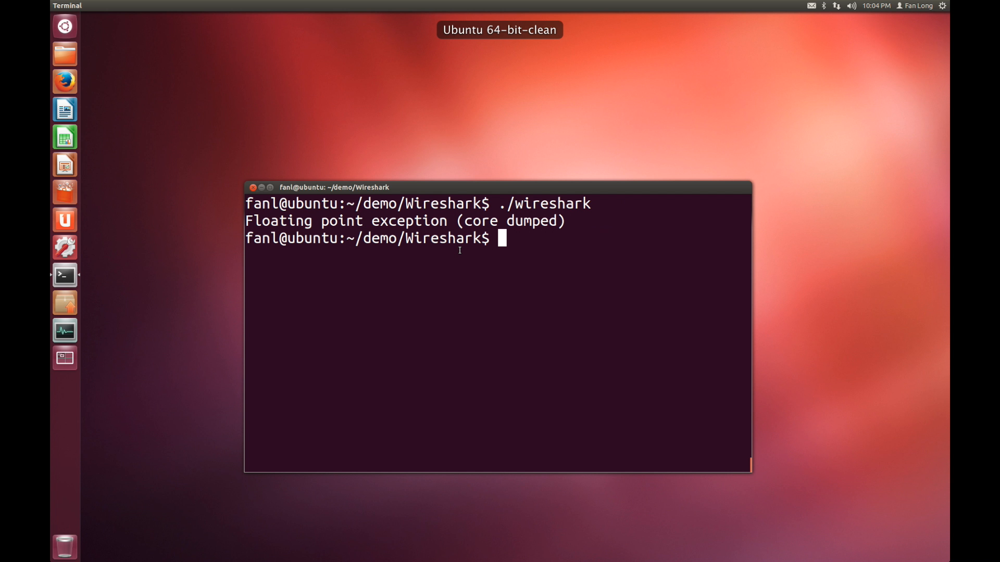 Terminal
10:04 PM Fan Long
Ubuntu 64-bit-clean
fanl@ubuntu: ~/demo/Wireshark
fanl@ubuntu:~/demo/Wireshark$ ./wireshark
Floating point exception (core dumped)
fanl@ubuntu:~/demo/Wireshark$